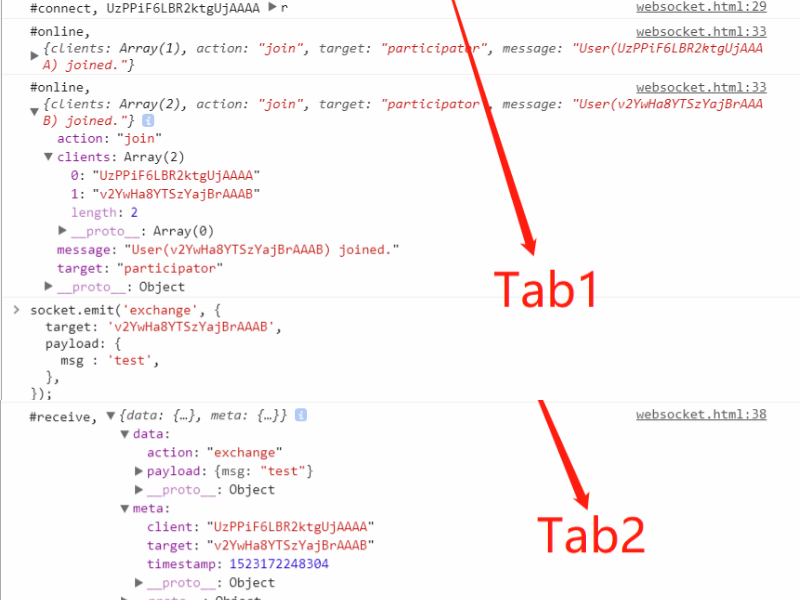 #connect, UzPPiF6LBR2ktgUjAAAA ▶r websocket.html:29
#online, websocket.html:33
▶{clients: Array(1), action: "join", target: "participator", message: "User(UzPPiF6LBR2ktgUjAAA
A) joined."}
#online, websocket.html:33
▼{clients: Array(2), action: "join", target: "participator", message: "User(v2YwHa8YTSzYajBrAAA
B) joined."} i
action: "join"
▼clients: Array(2)
0: "UzPPiF6LBR2ktgUjAAAA"
1: "v2YwHa8YTSzYajBrAAAB"
length: 2
▶__proto__: Array(0)
message: "User(v2YwHa8YTSzYajBrAAAB) joined."
target: "participator"
▶__proto__: Object
Tab1
> socket.emit('exchange', {
target: 'v2YwHa8YTSzYajBrAAAB',
payload: {
msg : 'test',
},
});
#receive, ▼{data: {…}, meta: {…}} i websocket.html:38
▼data:
action: "exchange"
▶payload: {msg: "test"}
▶__proto__: Object
▼meta:
client: "UzPPiF6LBR2ktgUjAAAA"
target: "v2YwHa8YTSzYajBrAAAB"
timestamp: 1523172248304
▶__proto__: Object
▶__proto__: Object
Tab2